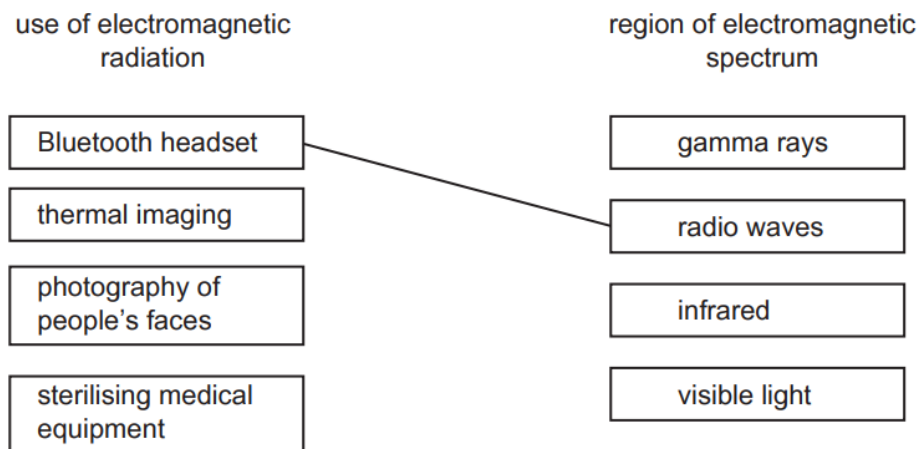 use of electromagnetic
radiation
region of electromagnetic
spectrum
Bluetooth headset
thermal imaging
photography of
people’s faces
sterilising medical
equipment
gamma rays
radio waves
infrared
visible light